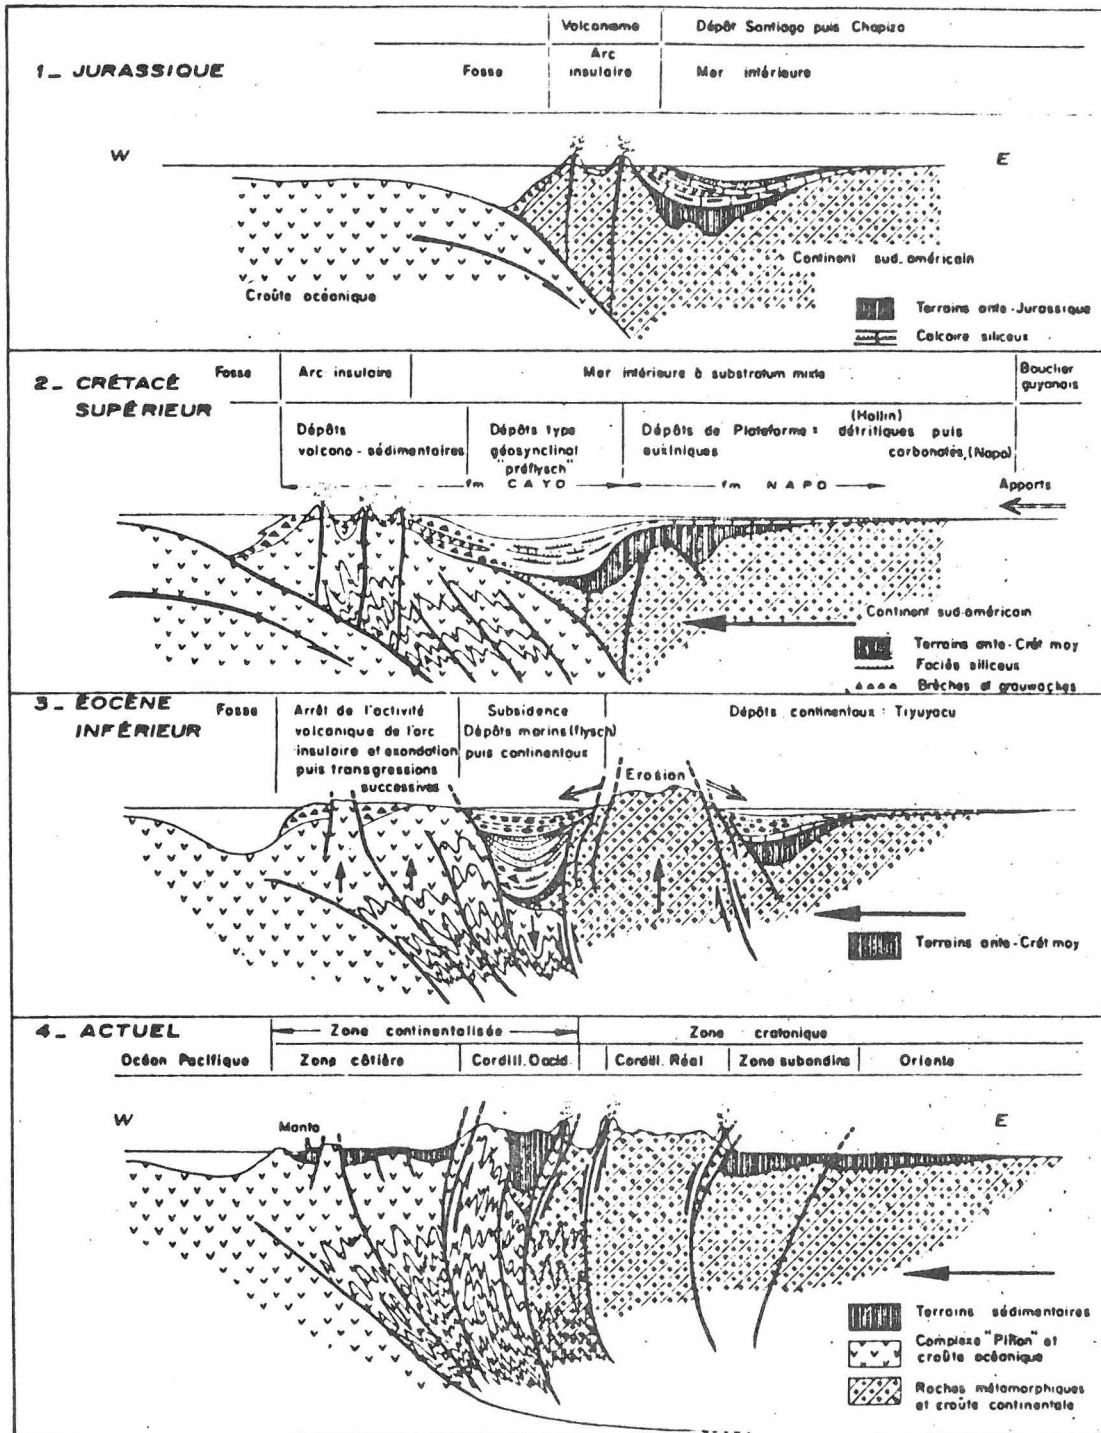 1_ JURASSIQUE
Volcanisme
Dépôt Santiago puis Chapiza
Fosse
Arc
insulaire
Mer intérieure
W
E
Croûte océanique
Continent sud-américain
Terrains anté-Jurassique
Calcaire siliceux
2_ CRÉTACÉ
SUPÉRIEUR
Fosse
Arc insulaire
Mer intérieure à substratum mixte
Bouclier
guyanais
Dépôts
volcano-sédimentaires
Dépôts type
géosynclinal
"préflysch"
Dépôts de Plateforme :
euxiniques
(Hollin)
détritiques puis
carbonatés, (Napo)
fm CAYO
fm NAPO
Apports
Continent sud-américain
Terrains anté-Crét moy
Faciès siliceux
Brèches et grauwackes
3_ ÉOCÈNE
INFÉRIEUR
Fosse
Arrêt de l'activité
volcanique de l'arc
insulaire et exondation
puis transgressions
successives
Subsidence
Dépôts marins (flysch)
puis continentaux
Dépôts continentaux : Tiyuyacu
Erosion
Terrains anté-Crét moy
4_ ACTUEL
Zone continentalisée
Zone cratonique
Océan Pacifique
Zone côtière
Cordill. Occid.
Cordill. Réal
Zone subandine
Oriente
W
E
Manta
Terrains sédimentaires
Complexe "Piñon" et
croûte océanique
Roches métamorphiques
et croûte continentale